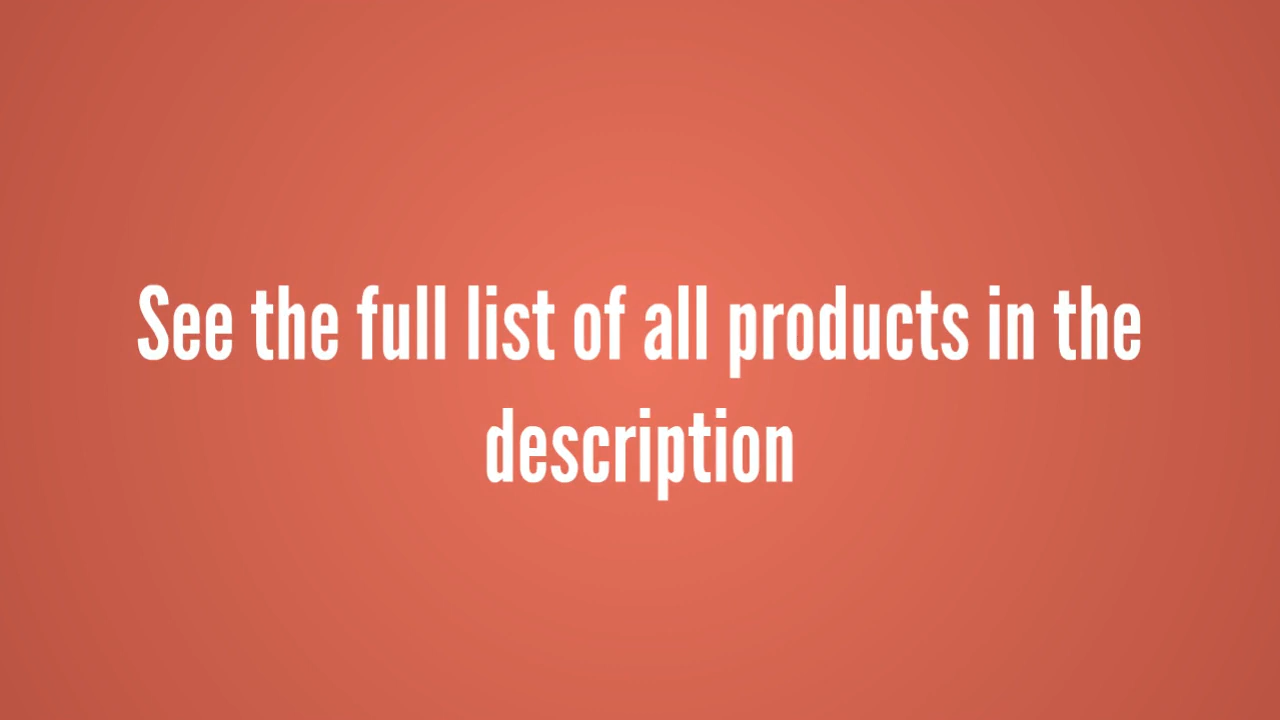 See the full list of all products in the
description